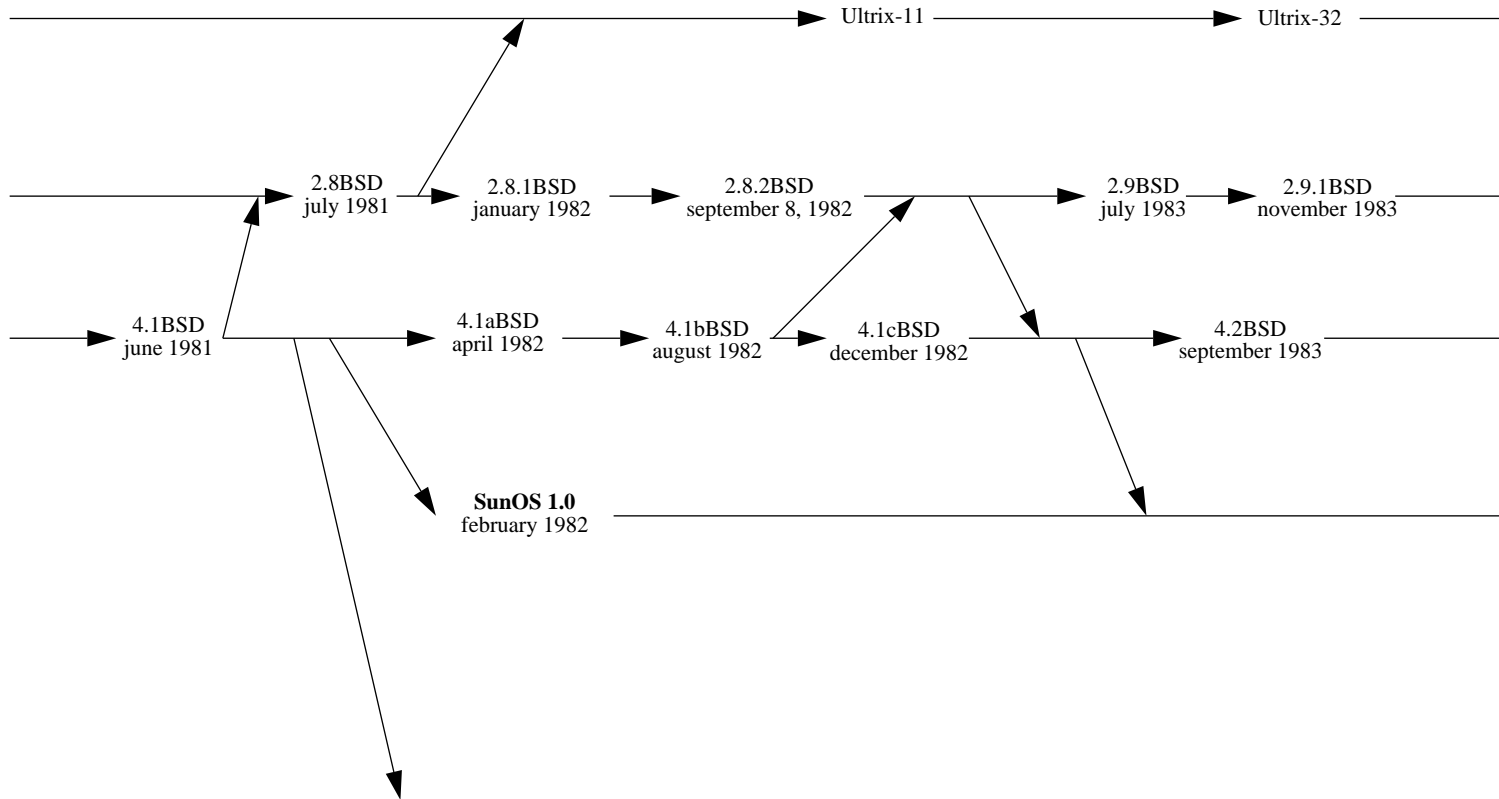 Ultrix-11
Ultrix-32
2.8BSD
july 1981
2.8.1BSD
january 1982
2.8.2BSD
september 8, 1982
2.9BSD
july 1983
2.9.1BSD
november 1983
4.1BSD
june 1981
4.1aBSD
april 1982
4.1bBSD
august 1982
4.1cBSD
december 1982
4.2BSD
september 1983
SunOS 1.0
february 1982